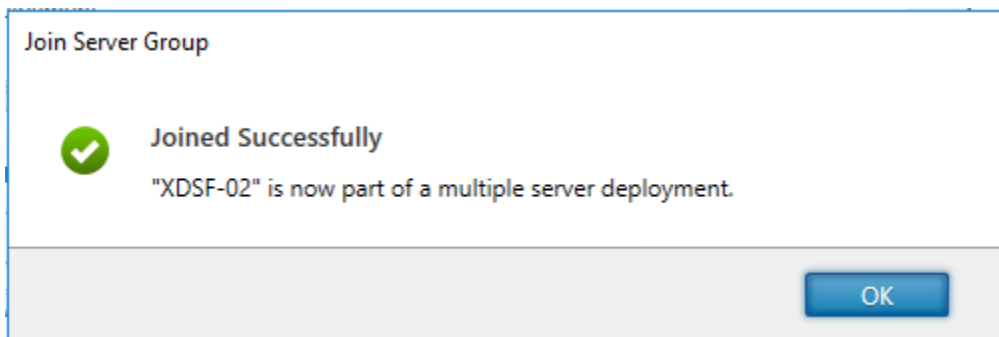 Join Server Group
Joined Successfully
"XDSF-02" is now part of a multiple server deployment.
OK